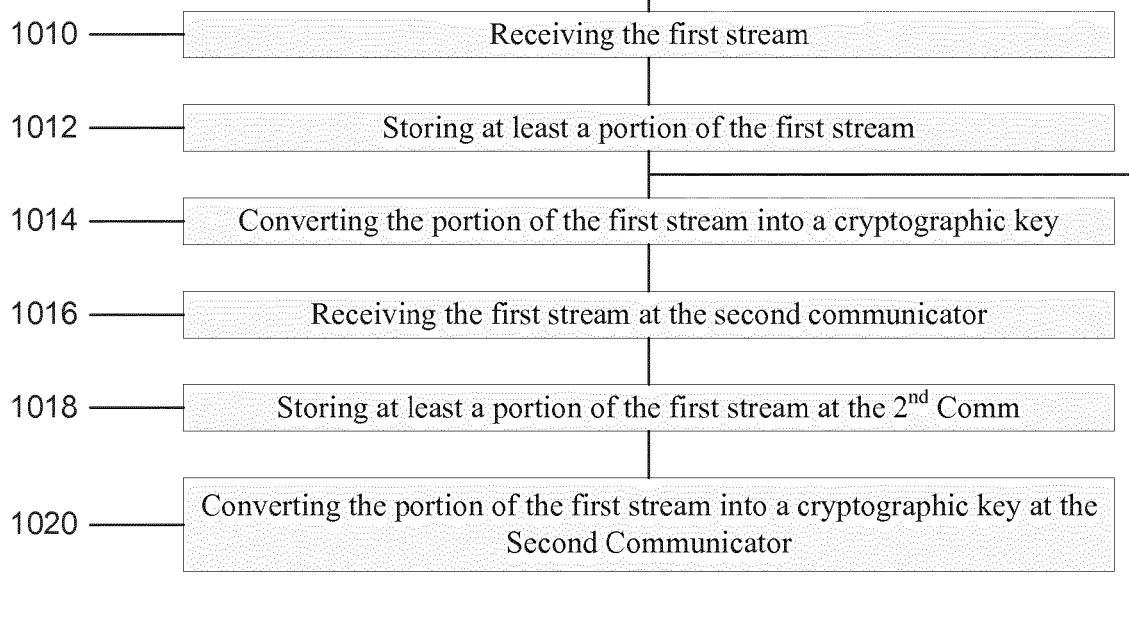 1010 Receiving the first stream
1012 Storing at least a portion of the first stream
1014 Converting the portion of the first stream into a cryptographic key
1016 Receiving the first stream at the second communicator
1018 Storing at least a portion of the first stream at the 2nd Comm
1020 Converting the portion of the first stream into a cryptographic key at the
Second Communicator